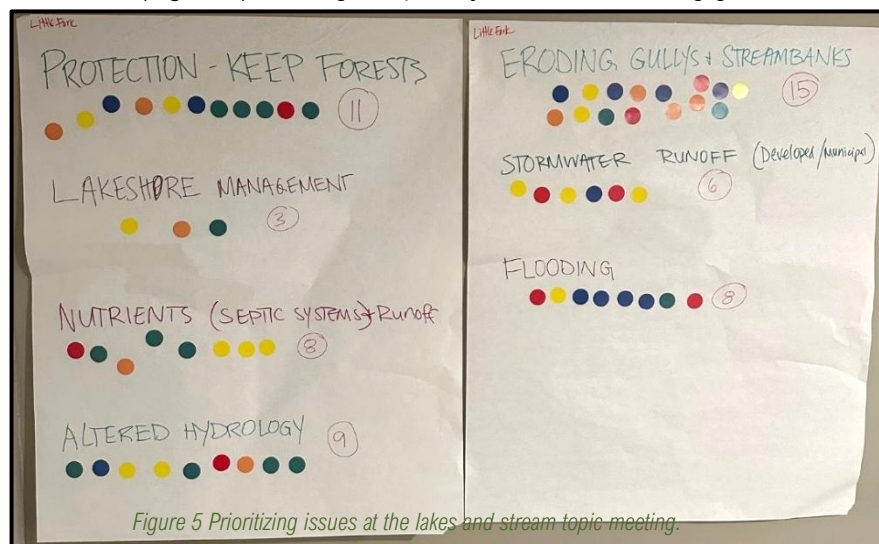 Little Fork
PROTECTION - KEEP FORESTS
11
LAKESHORE MANAGEMENT
3
NUTRIENTS (SEPTIC SYSTEMS) + Runoff
8
ALTERED HYDROLOGY
9
Little Fork
ERODING GULLYS + STREAMBANKS
15
STORMWATER RUNOFF (Developed/Municipal)
6
FLOODING
8
Figure 5 Prioritizing issues at the lakes and stream topic meeting.